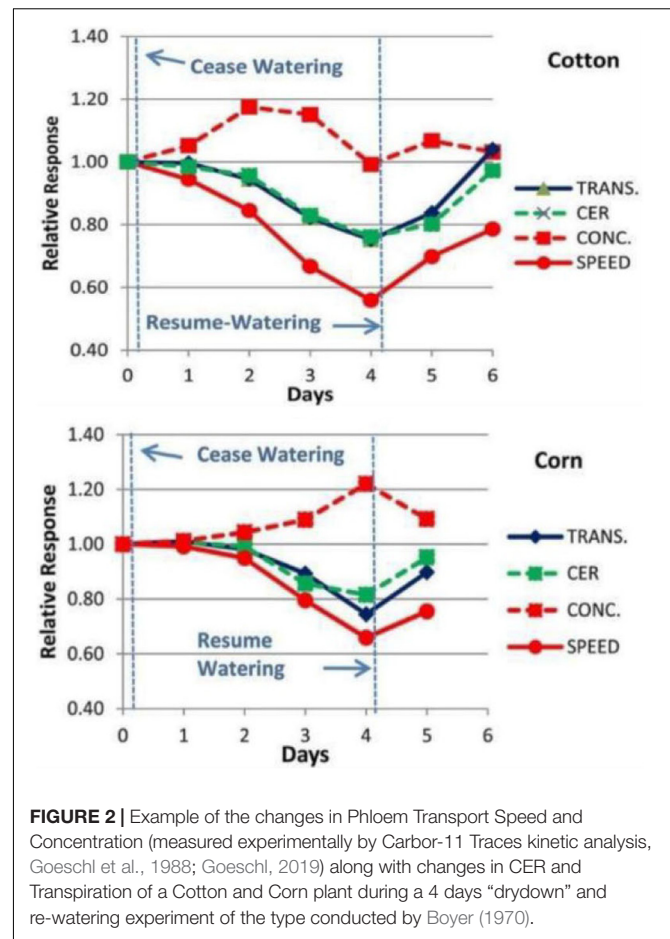 1.40
1.20
1.00
0.80
0.60
0.40
Relative Response
Cease Watering
Resume-Watering
0 1 2 3 4 5 6
Days
Cotton
TRANS.
CER
CONC.
SPEED
1.40
1.20
1.00
0.80
0.60
0.40
Relative Response
Cease Watering
Resume
Watering
0 1 2 3 4 5 6
Days
Corn
TRANS.
CER
CONC.
SPEED
FIGURE 2 | Example of the changes in Phloem Transport Speed and
Concentration (measured experimentally by Carbor-11 Traces kinetic analysis,
Goeschl et al., 1988; Goeschl, 2019) along with changes in CER and
Transpiration of a Cotton and Corn plant during a 4 days “drydown” and
re-watering experiment of the type conducted by Boyer (1970).